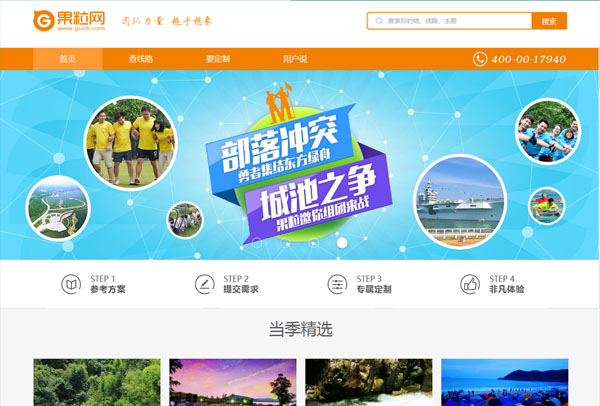 果粒网
www.guoli.com
团队力量 超乎想象
搜索目的地、线路、主题
搜索
首页
查线路
要定制
用户说
400-00-17940
部落冲突
勇者集结东方绿舟
城池之争
果粒邀你组团来战
STEP 1
参考方案
STEP 2
提交需求
STEP 3
专属定制
STEP 4
非凡体验
当季精选